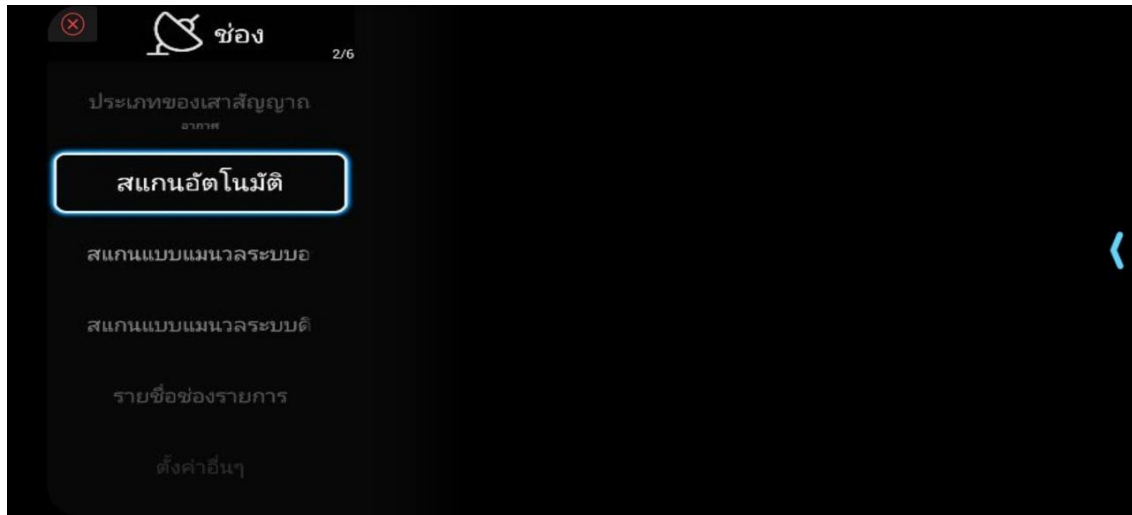 ช่อง
2/6
ประเภทของเสาสัญญาณ
อากาศ
สแกนอัตโนมัติ
สแกนแบบแมนวลระบบอ
สแกนแบบแมนวลระบบดิ
รายชื่อช่องรายการ
ตั้งค่าอื่นๆ